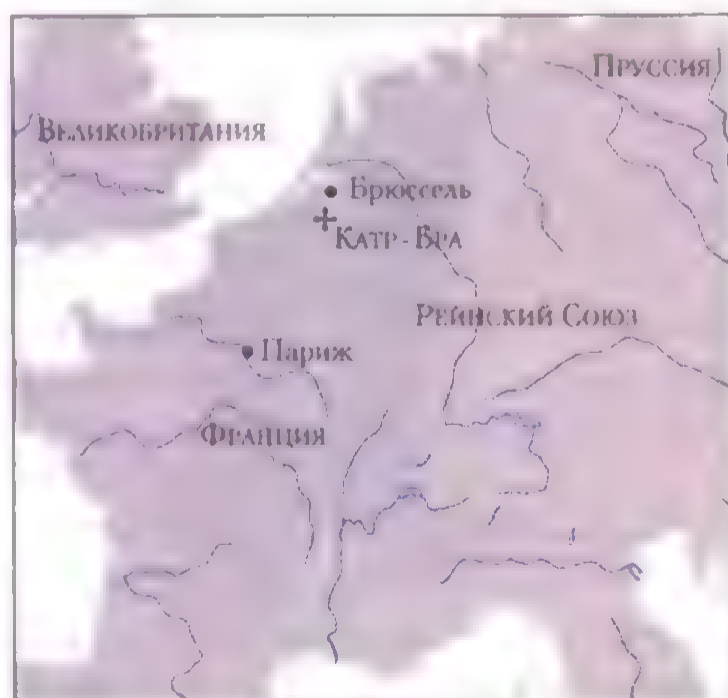 Пруссия
Великобритания
Брюссель
Катр-Бра
Рейнский Союз
Париж
Франция